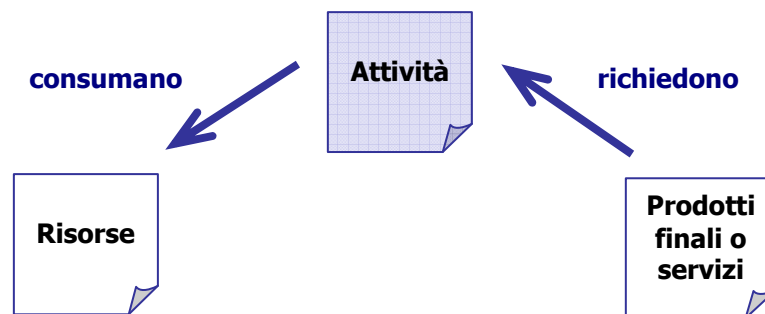 consumano
Attività
richiedono
Risorse
Prodotti
finali o
servizi